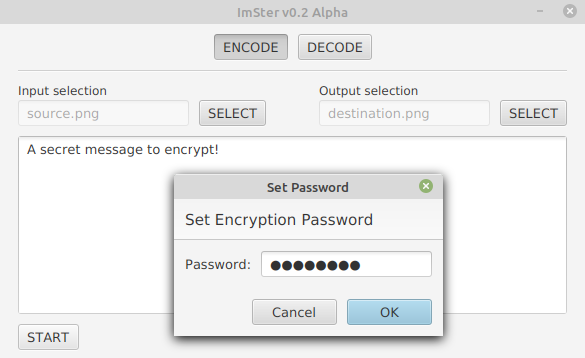 ImSter v0.2 Alpha
ENCODE DECODE
Input selection Output selection
source.png SELECT destination.png SELECT
A secret message to encrypt!
Set Password
Set Encryption Password
Password: ●●●●●●●●
Cancel OK
START